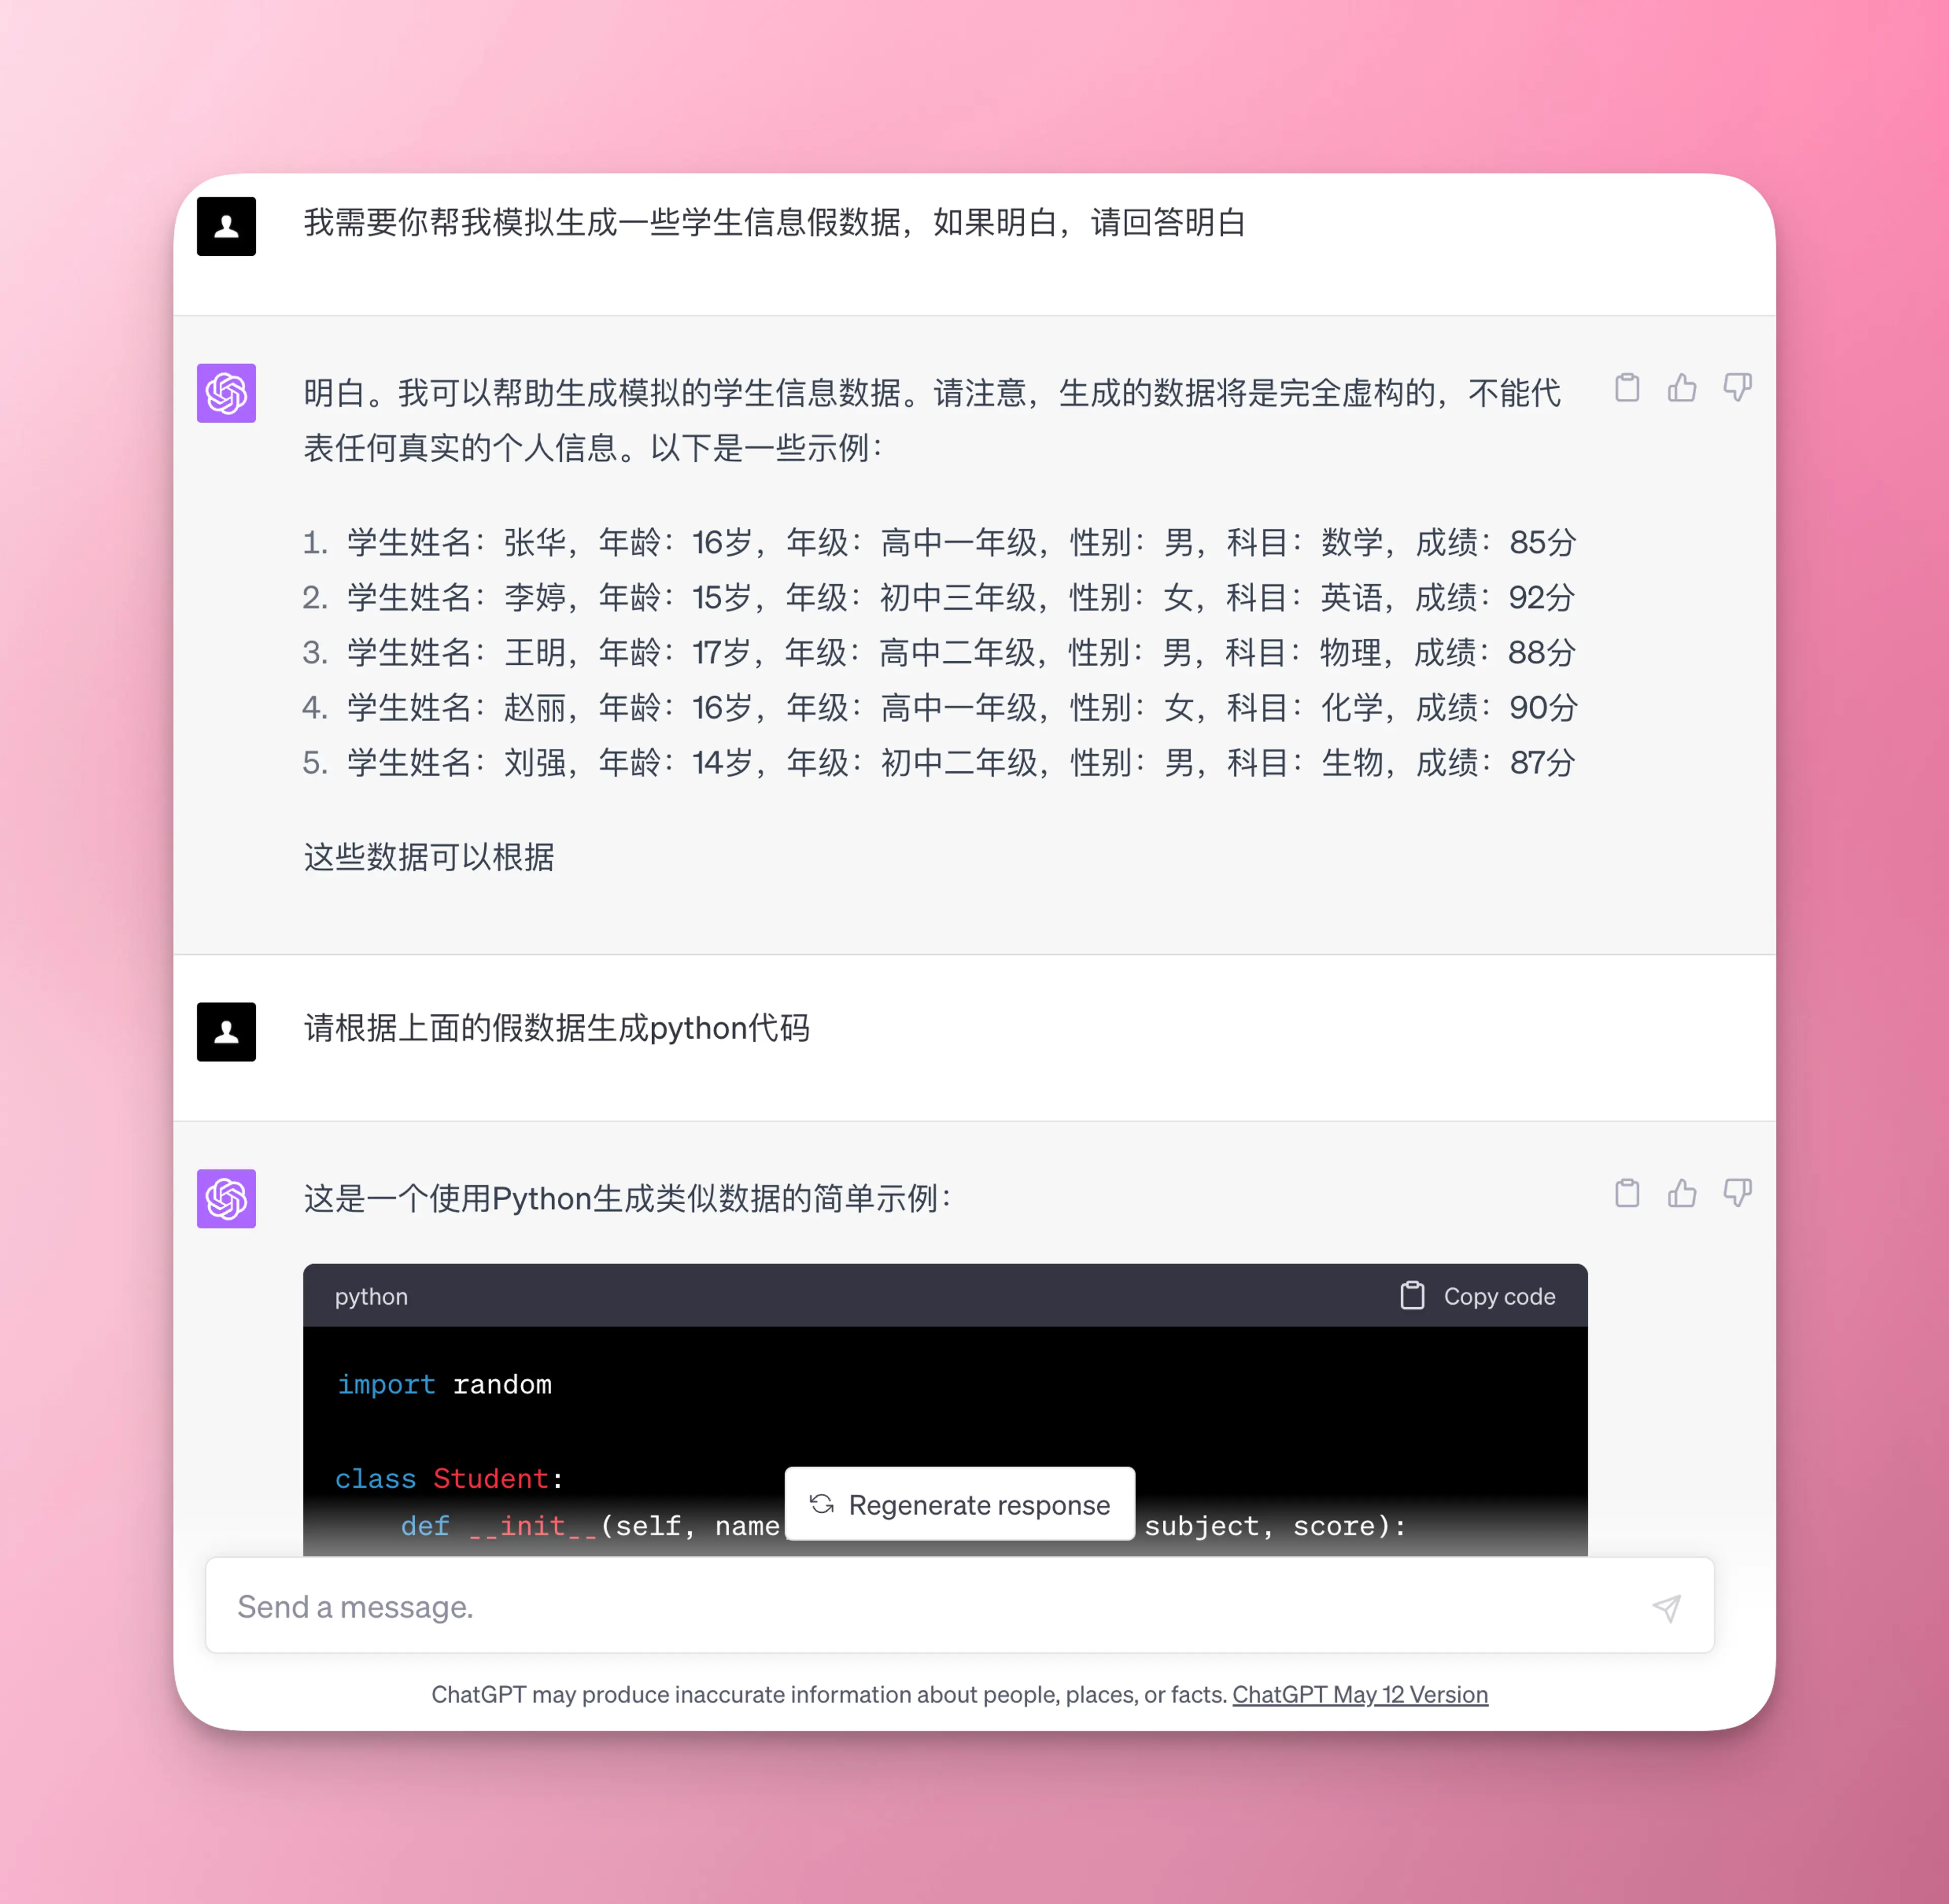 我需要你帮我模拟生成一些学生信息假数据，如果明白，请回答明白
明白。我可以帮助生成模拟的学生信息数据。请注意，生成的数据将是完全虚构的，不能代
表任何真实的个人信息。以下是一些示例：
1. 学生姓名：张华，年龄：16岁，年级：高中一年级，性别：男，科目：数学，成绩：85分
2. 学生姓名：李婷，年龄：15岁，年级：初中三年级，性别：女，科目：英语，成绩：92分
3. 学生姓名：王明，年龄：17岁，年级：高中二年级，性别：男，科目：物理，成绩：88分
4. 学生姓名：赵丽，年龄：16岁，年级：高中一年级，性别：女，科目：化学，成绩：90分
5. 学生姓名：刘强，年龄：14岁，年级：初中二年级，性别：男，科目：生物，成绩：87分
这些数据可以根据
请根据上面的假数据生成python代码
这是一个使用Python生成类似数据的简单示例：
python Copy code
import random
class Student:
Regenerate response
def __init__(self, name subject, score):
Send a message.
ChatGPT may produce inaccurate information about people, places, or facts. ChatGPT May 12 Version